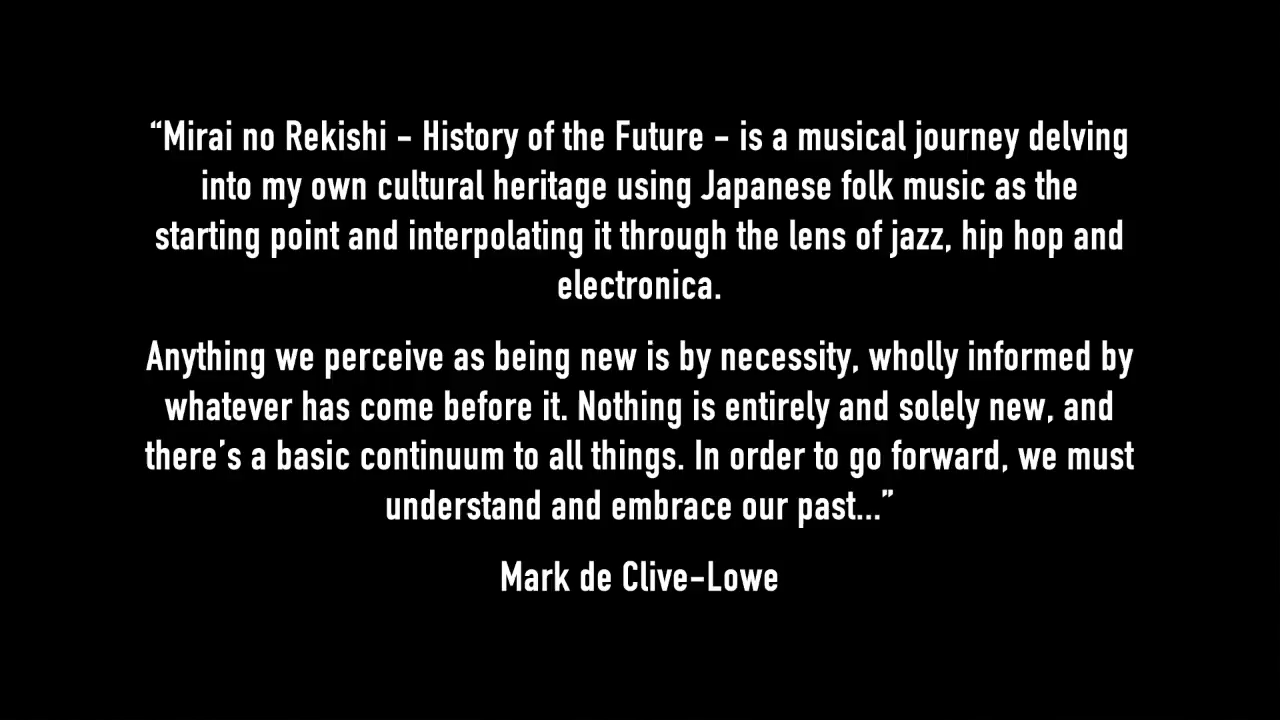 “Mirai no Rekishi - History of the Future - is a musical journey delving
into my own cultural heritage using Japanese folk music as the
starting point and interpolating it through the lens of jazz, hip hop and
electronica.
Anything we perceive as being new is by necessity, wholly informed by
whatever has come before it. Nothing is entirely and solely new, and
there’s a basic continuum to all things. In order to go forward, we must
understand and embrace our past...”
Mark de Clive-Lowe